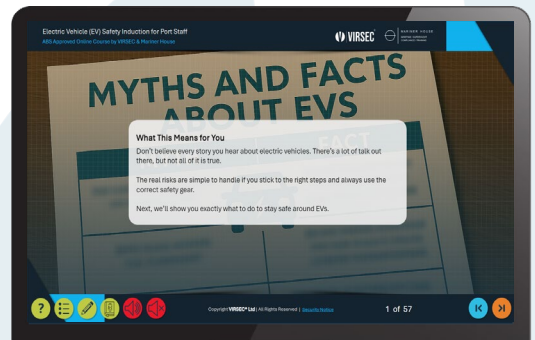 Electric Vehicle (EV) Safety Induction for Port Staff
ABS Approved Online Course by VIRSEC & Mariner House
VIRSEC
MARINER HOUSE
MYTHS AND FACTS
ABOUT EVS
FACT
What This Means for You
Don't believe every story you hear about electric vehicles. There's a lot of talk out
there, but not all of it is true.
The real risks are simple to handle if you stick to the right steps and always use the
correct safety gear.
Next, we'll show you exactly what to do to stay safe around EVs.
?
Copyright VIRSEC® Ltd | All Rights Reserved | Security Notice
1 of 57